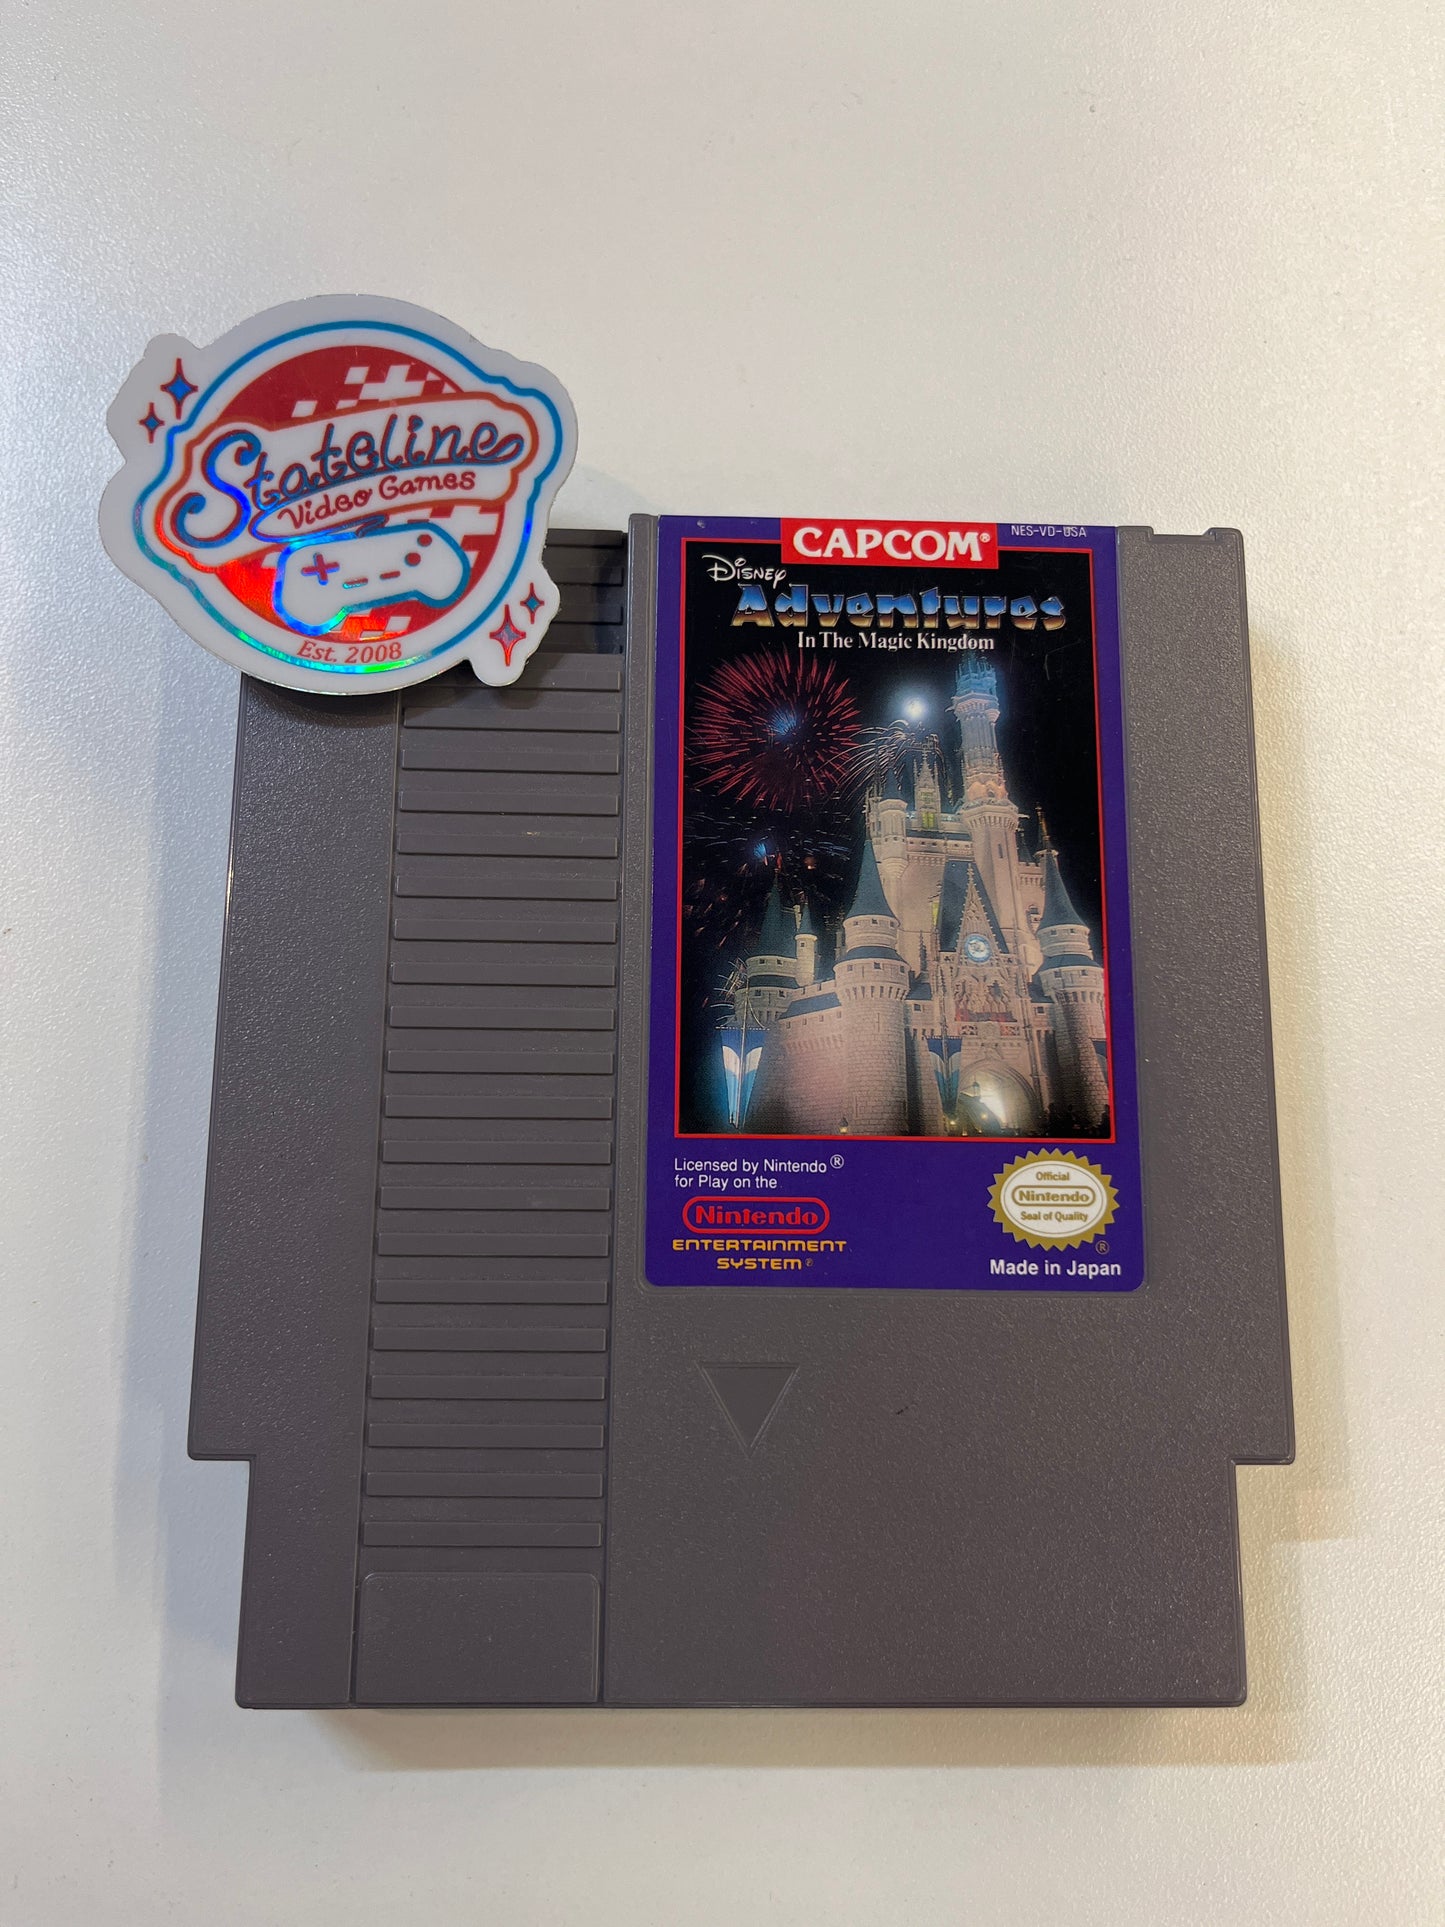 Stateline
Video Games
Est. 2008
CAPCOM®
NES-VD-USA
Disney
Adventures
In The Magic Kingdom
Licensed by Nintendo®
for Play on the
Nintendo
ENTERTAINMENT
SYSTEM®
Official
Nintendo
Seal of Quality
®
Made in Japan